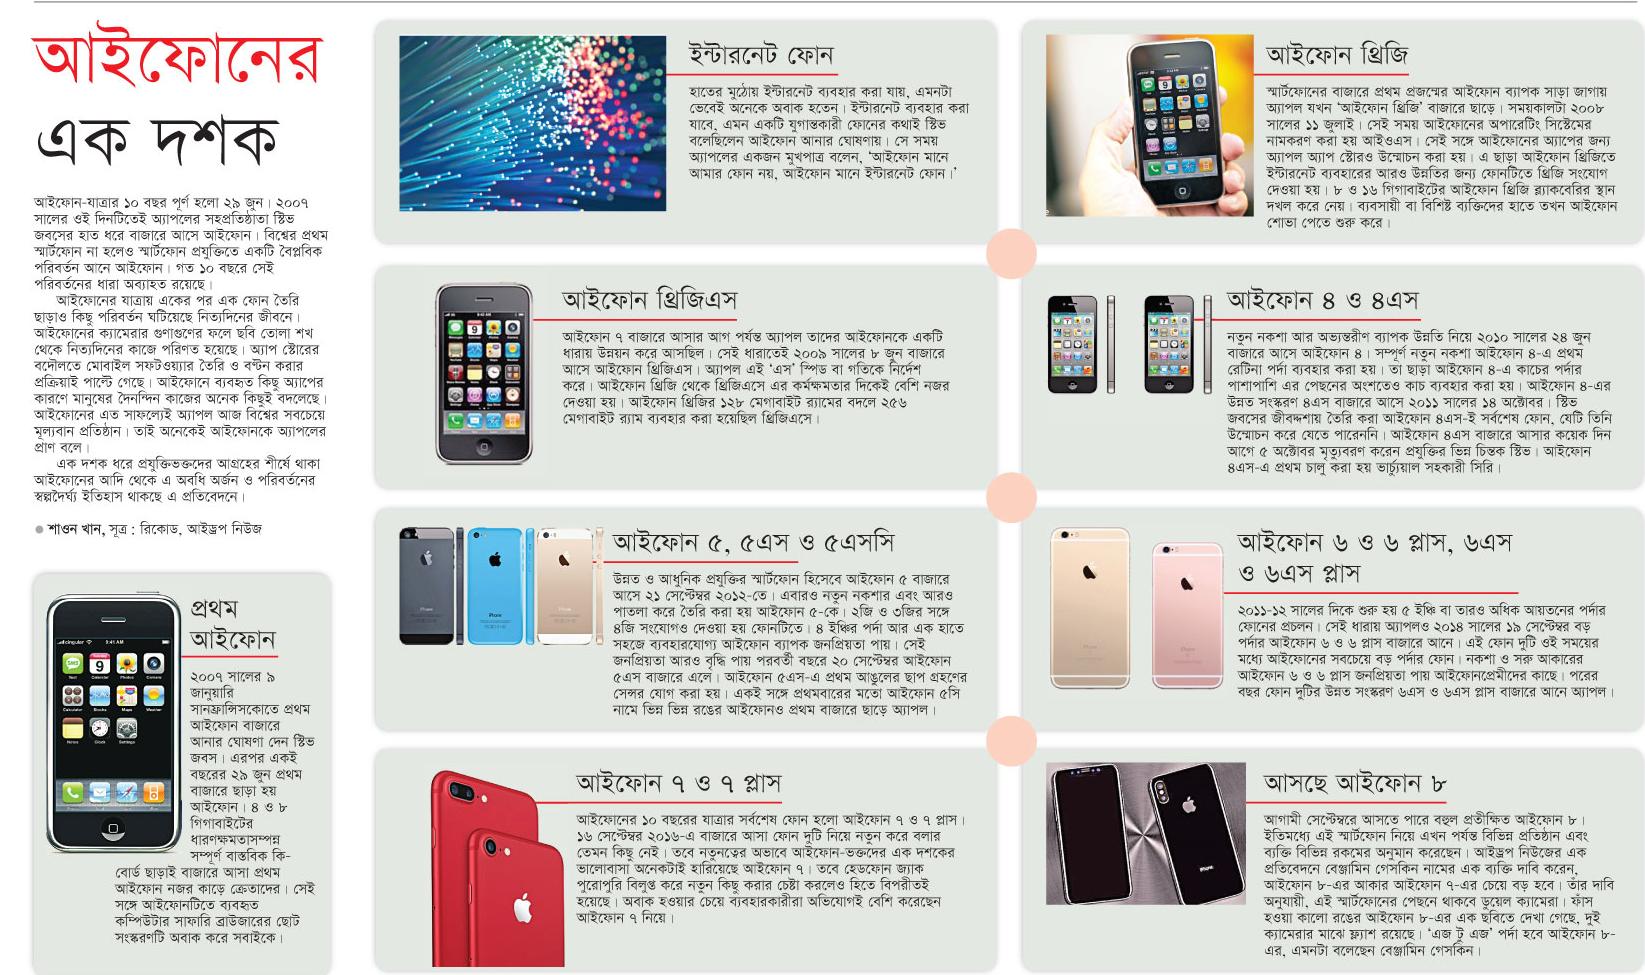 আইফোনের
এক দশক
আইফোন-যাত্রার ১০ বছর পূর্ণ হলো ২৯ জুন। ২০০৭
সালের ওই দিনটিতেই অ্যাপলের সহপ্রতিষ্ঠাতা স্টিভ
জবসের হাত ধরে বাজারে আসে আইফোন। বিশ্বের প্রথম
স্মার্টফোন না হলেও স্মার্টফোন প্রযুক্তিতে একটি বৈপ্লবিক
পরিবর্তন আনে আইফোন। গত ১০ বছরে সেই
পরিবর্তনের ধারা অব্যাহত রয়েছে।
আইফোনের যাত্রায় একের পর এক ফোন তৈরি
ছাড়াও কিছু পরিবর্তন ঘটিয়েছে নিত্যদিনের জীবনে।
আইফোনের ক্যামেরার গুণাগুণের ফলে ছবি তোলা শখ
থেকে নিত্যদিনের কাজে পরিণত হয়েছে। অ্যাপ স্টোরের
বদৌলতে মোবাইল সফটওয়্যার তৈরি ও বণ্টন করার
প্রক্রিয়াই পাল্টে গেছে। আইফোনে ব্যবহৃত কিছু অ্যাপের
কারণে মানুষের দৈনন্দিন কাজের অনেক কিছুই বদলেছে।
আইফোনের এত সাফল্যেই অ্যাপল আজ বিশ্বের সবচেয়ে
মূল্যবান প্রতিষ্ঠান। তাই অনেকেই আইফোনকে অ্যাপলের
প্রাণ বলে।
এক দশক ধরে প্রযুক্তিভক্তদের আগ্রহের শীর্ষে থাকা
আইফোনের আদি থেকে এ অবধি অর্জন ও পরিবর্তনের
স্বল্পদৈর্ঘ্য ইতিহাস থাকছে এ প্রতিবেদনে।
● শাওন খান, সূত্র : রিকোড, আইড্রপ নিউজ
প্রথম
আইফোন
২০০৭ সালের ৯
জানুয়ারি
সানফ্রান্সিসকোতে প্রথম
আইফোন বাজারে
আনার ঘোষণা দেন স্টিভ
জবস। এরপর একই
বছরের ২৯ জুন প্রথম
বাজারে ছাড়া হয়
আইফোন। ৪ ও ৮
গিগাবাইটের
ধারণক্ষমতাসম্পন্ন
সম্পূর্ণ বাস্তবিক কি-
বোর্ড ছাড়াই বাজারে আসা প্রথম
আইফোন নজর কাড়ে ক্রেতাদের। সেই
সঙ্গে আইফোনটিতে ব্যবহৃত
কম্পিউটার সাফারি ব্রাউজারের ছোট
সংস্করণটি অবাক করে সবাইকে।
ইন্টারনেট ফোন
হাতের মুঠোয় ইন্টারনেট ব্যবহার করা যায়, এমনটা
ভেবেই অনেকে অবাক হতেন। ইন্টারনেট ব্যবহার করা
যাবে, এমন একটি যুগান্তকারী ফোনের কথাই স্টিভ
বলেছিলেন আইফোন আনার ঘোষণায়। সে সময়
অ্যাপলের একজন মুখপাত্র বলেন, ‘আইফোন মানে
আমার ফোন নয়, আইফোন মানে ইন্টারনেট ফোন।’
আইফোন থ্রিজি
স্মার্টফোনের বাজারে প্রথম প্রজন্মের আইফোন ব্যাপক সাড়া জাগায়
অ্যাপল যখন ‘আইফোন থ্রিজি’ বাজারে ছাড়ে। সময়কালটা ২০০৮
সালের ১১ জুলাই। সেই সময় আইফোনের অপারেটিং সিস্টেমের
নামকরণ করা হয় আইওএস। সেই সঙ্গে আইফোনের অ্যাপের জন্য
অ্যাপল অ্যাপ স্টোরও উন্মোচন করা হয়। এ ছাড়া আইফোন থ্রিজিতে
ইন্টারনেট ব্যবহারের আরও উন্নতির জন্য ফোনটিতে থ্রিজি সংযোগ
দেওয়া হয়। ৮ ও ১৬ গিগাবাইটের আইফোন থ্রিজি ব্ল্যাকবেরির স্থান
দখল করে নেয়। ব্যবসায়ী বা বিশিষ্ট ব্যক্তিদের হাতে তখন আইফোন
শোভা পেতে শুরু করে।
আইফোন থ্রিজিএস
আইফোন ৭ বাজারে আসার আগ পর্যন্ত অ্যাপল তাদের আইফোনকে একটি
ধারায় উন্নয়ন করে আসছিল। সেই ধারাতেই ২০০৯ সালের ৮ জুন বাজারে
আসে আইফোন থ্রিজিএস। অ্যাপল এই ‘এস’ স্পিড বা গতিকে নির্দেশ
করে। আইফোন থ্রিজি থেকে থ্রিজিএসে এর কর্মক্ষমতার দিকেই বেশি নজর
দেওয়া হয়। আইফোন থ্রিজির ১২৮ মেগাবাইট র‍্যামের বদলে ২৫৬
মেগাবাইট র‍্যাম ব্যবহার করা হয়েছিল থ্রিজিএসে।
আইফোন ৪ ও ৪এস
নতুন নকশা আর অভ্যন্তরীণ ব্যাপক উন্নতি নিয়ে ২০১০ সালের ২৪ জুন
বাজারে আসে আইফোন ৪। সম্পূর্ণ নতুন নকশা আইফোন ৪-এ প্রথম
রেটিনা পর্দা ব্যবহার করা হয়। তা ছাড়া আইফোন ৪-এ কাচের পর্দার
পাশাপাশি এর পেছনের অংশতেও কাচ ব্যবহার করা হয়। আইফোন ৪-এর
উন্নত সংস্করণ ৪এস বাজারে আসে ২০১১ সালের ১৪ অক্টোবর। স্টিভ
জবসের জীবদ্দশায় তৈরি করা আইফোন ৪এস-ই সর্বশেষ ফোন, যেটি তিনি
উন্মোচন করে যেতে পারেননি। আইফোন ৪এস বাজারে আসার কয়েক দিন
আগে ৫ অক্টোবর মৃত্যুবরণ করেন প্রযুক্তির ভিন্ন চিন্তক স্টিভ। আইফোন
৪এস-এ প্রথম চালু করা হয় ভার্চ্যুয়াল সহকারী সিরি।
আইফোন ৫, ৫এস ও ৫এসসি
উন্নত ও আধুনিক প্রযুক্তির স্মার্টফোন হিসেবে আইফোন ৫ বাজারে
আসে ২১ সেপ্টেম্বর ২০১২-তে। এবারও নতুন নকশার এবং আরও
পাতলা করে তৈরি করা হয় আইফোন ৫-কে। ২জি ও ৩জির সঙ্গে
৪জি সংযোগও দেওয়া হয় ফোনটিতে। ৪ ইঞ্চির পর্দা আর এক হাতে
সহজে ব্যবহারযোগ্য আইফোন ব্যাপক জনপ্রিয়তা পায়। সেই
জনপ্রিয়তা আরও বৃদ্ধি পায় পরবর্তী বছরে ২০ সেপ্টেম্বর আইফোন
৫এস বাজারে এলে। আইফোন ৫এস-এ প্রথম আঙুলের ছাপ গ্রহণের
সেন্সর যোগ করা হয়। একই সঙ্গে প্রথমবারের মতো আইফোন ৫সি
নামে ভিন্ন ভিন্ন রঙের আইফোনও প্রথম বাজারে ছাড়ে অ্যাপল।
আইফোন ৬ ও ৬ প্লাস, ৬এস
ও ৬এস প্লাস
২০১১-১২ সালের দিকে শুরু হয় ৫ ইঞ্চি বা তারও অধিক আয়তনের পর্দার
ফোনের প্রচলন। সেই ধারায় অ্যাপলও ২০১৪ সালের ১৯ সেপ্টেম্বর বড়
পর্দার আইফোন ৬ ও ৬ প্লাস বাজারে আনে। এই ফোন দুটি ওই সময়ের
মধ্যে আইফোনের সবচেয়ে বড় পর্দার ফোন। নকশা ও সরু আকারের
আইফোন ৬ ও ৬ প্লাস জনপ্রিয়তা পায় আইফোনপ্রেমীদের কাছে। পরের
বছর ফোন দুটির উন্নত সংস্করণ ৬এস ও ৬এস প্লাস বাজারে আনে অ্যাপল।
আইফোন ৭ ও ৭ প্লাস
আইফোনের ১০ বছরের যাত্রার সর্বশেষ ফোন হলো আইফোন ৭ ও ৭ প্লাস।
১৬ সেপ্টেম্বর ২০১৬-এ বাজারে আসা ফোন দুটি নিয়ে নতুন করে বলার
তেমন কিছু নেই। তবে নতুনত্বের অভাবে আইফোন-ভক্তদের এক দশকের
ভালোবাসা অনেকটাই হারিয়েছে আইফোন ৭। তবে হেডফোন জ্যাক
পুরোপুরি বিলুপ্ত করে নতুন কিছু করার চেষ্টা করলেও হিতে বিপরীতই
হয়েছে। অবাক হওয়ার চেয়ে ব্যবহারকারীরা অভিযোগই বেশি করেছেন
আইফোন ৭ নিয়ে।
আসছে আইফোন ৮
আগামী সেপ্টেম্বরে আসতে পারে বহুল প্রতীক্ষিত আইফোন ৮।
ইতিমধ্যে এই স্মার্টফোন নিয়ে এখন পর্যন্ত বিভিন্ন প্রতিষ্ঠান এবং
ব্যক্তি বিভিন্ন রকমের অনুমান করেছেন। আইড্রপ নিউজের এক
প্রতিবেদনে বেঞ্জামিন গেসকিন নামের এক ব্যক্তি দাবি করেন,
আইফোন ৮-এর আকার আইফোন ৭-এর চেয়ে বড় হবে। তাঁর দাবি
অনুযায়ী, এই স্মার্টফোনের পেছনে থাকবে ডুয়েল ক্যামেরা। ফাঁস
হওয়া কালো রঙের আইফোন ৮-এর এক ছবিতে দেখা গেছে, দুই
ক্যামেরার মাঝে ফ্ল্যাশ রয়েছে। ‘এজ টু এজ’ পর্দা হবে আইফোন ৮-
এর, এমনটা বলেছেন বেঞ্জামিন গেসকিন।